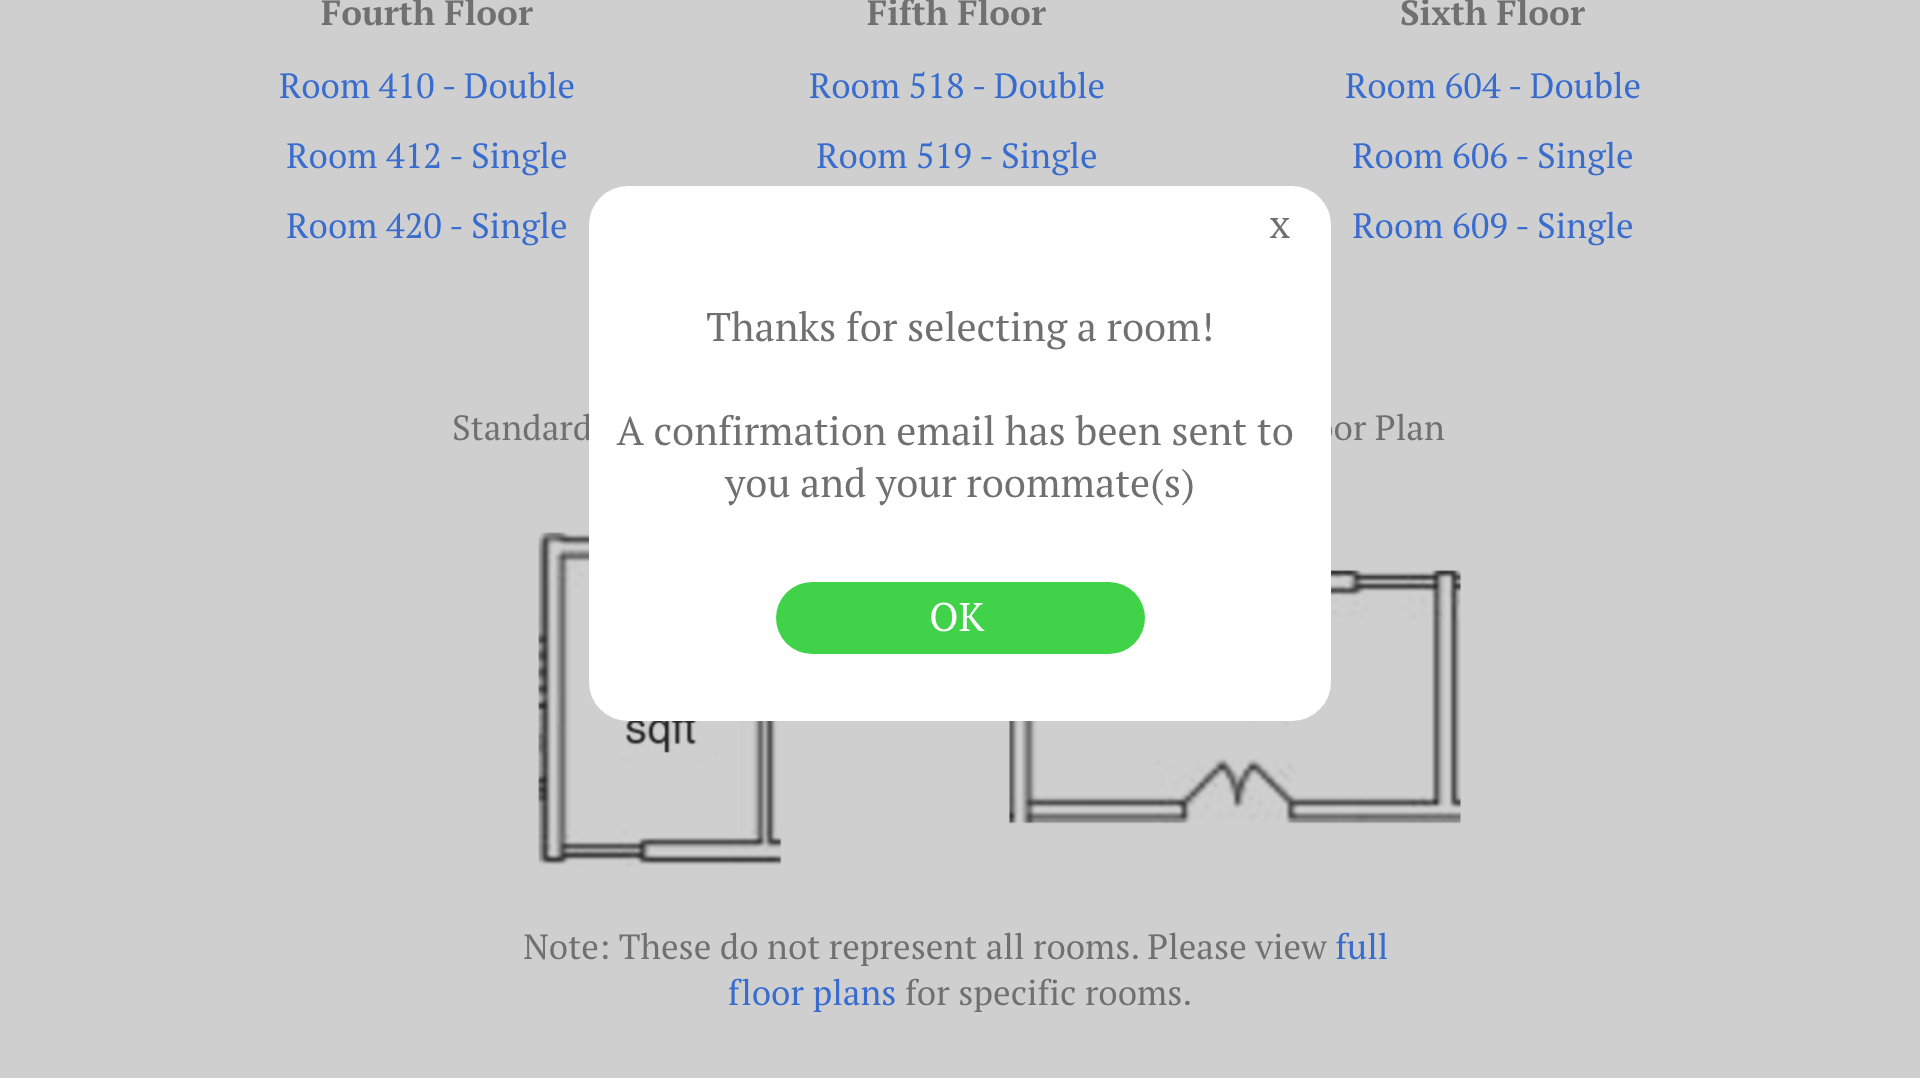 Fourth Floor
Fifth Floor
Sixth Floor
Room 410 - Double
Room 518 - Double
Room 604 - Double
Room 412 - Single
Room 519 - Single
Room 606 - Single
Room 420 - Single
Room 609 - Single
x
Thanks for selecting a room!
Standard
Plan
A confirmation email has been sent to
you and your roommate(s)
OK
sqft
Note: These do not represent all rooms. Please view full
floor plans for specific rooms.